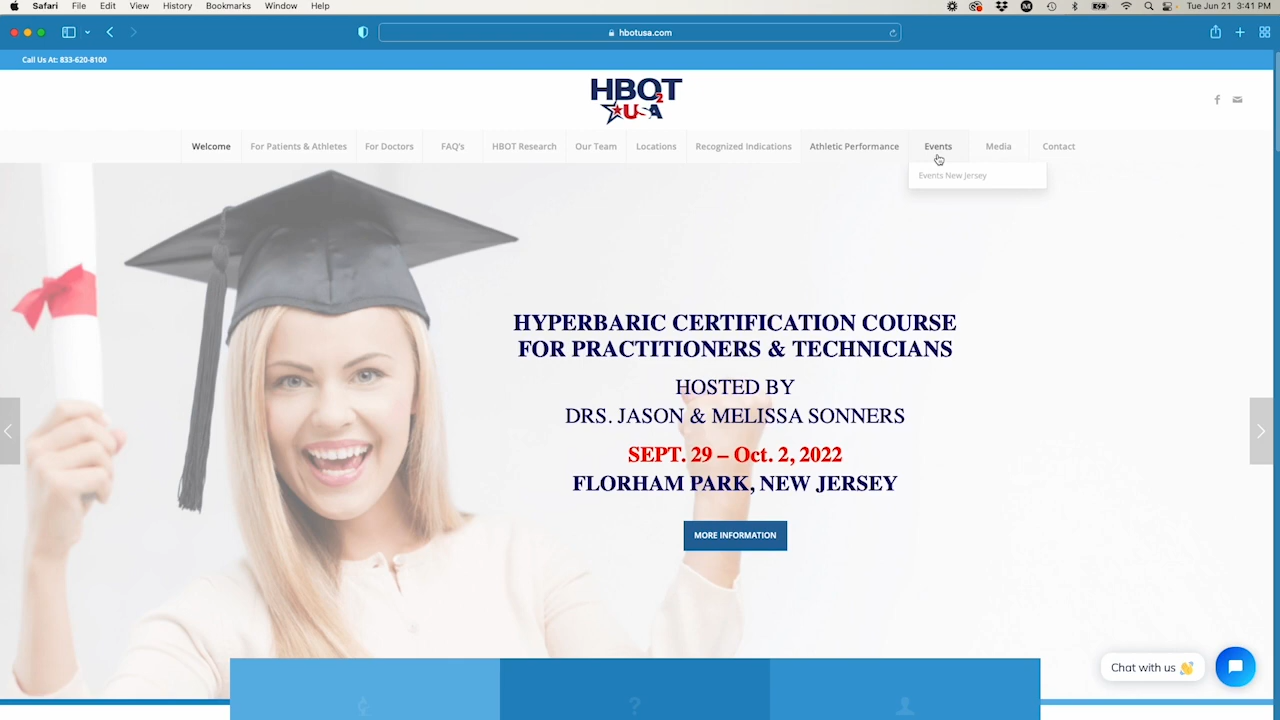 Safari File Edit View History Bookmarks Window Help Tue Jun 21 3:41 PM
hbotusa.com
Call Us At: 833-620-8100
HBO2T
USA
Welcome For Patients & Athletes For Doctors FAQ's HBOT Research Our Team Locations Recognized Indications Athletic Performance Events Media Contact
Events New Jersey
HYPERBARIC CERTIFICATION COURSE
FOR PRACTITIONERS & TECHNICIANS
HOSTED BY
DRS. JASON & MELISSA SONNERS
SEPT. 29 – Oct. 2, 2022
FLORHAM PARK, NEW JERSEY
MORE INFORMATION
Chat with us 👋